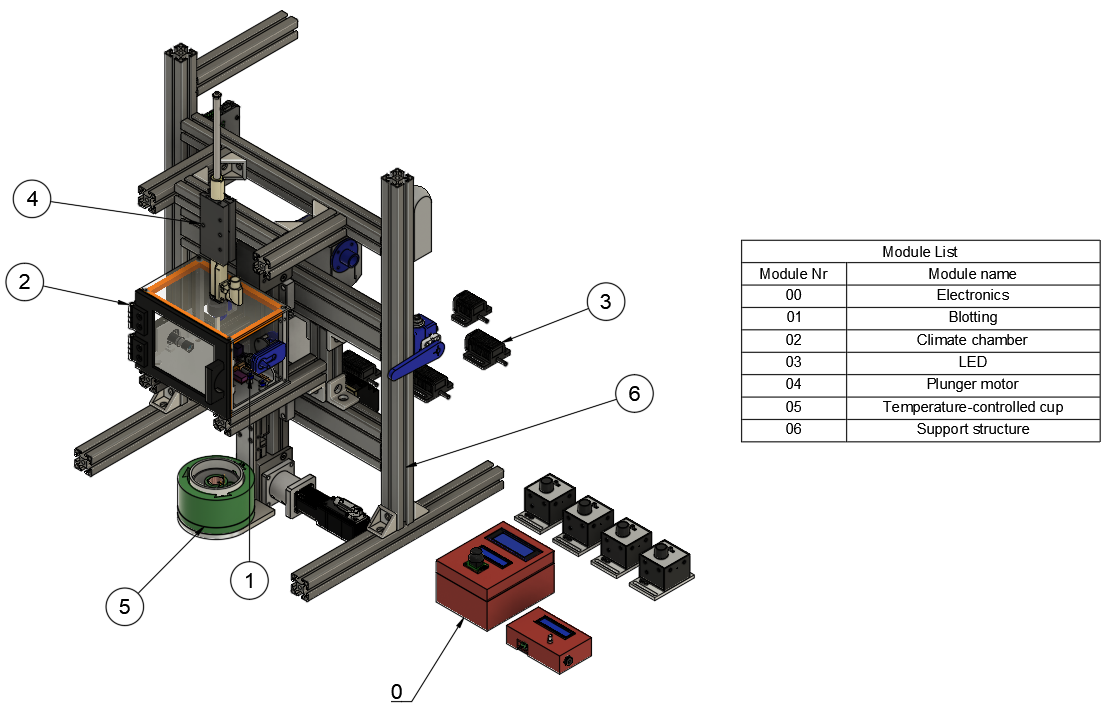 4
2
3
6
1
5
0
Module List
Module Nr Module name
00 Electronics
01 Blotting
02 Climate chamber
03 LED
04 Plunger motor
05 Temperature-controlled cup
06 Support structure